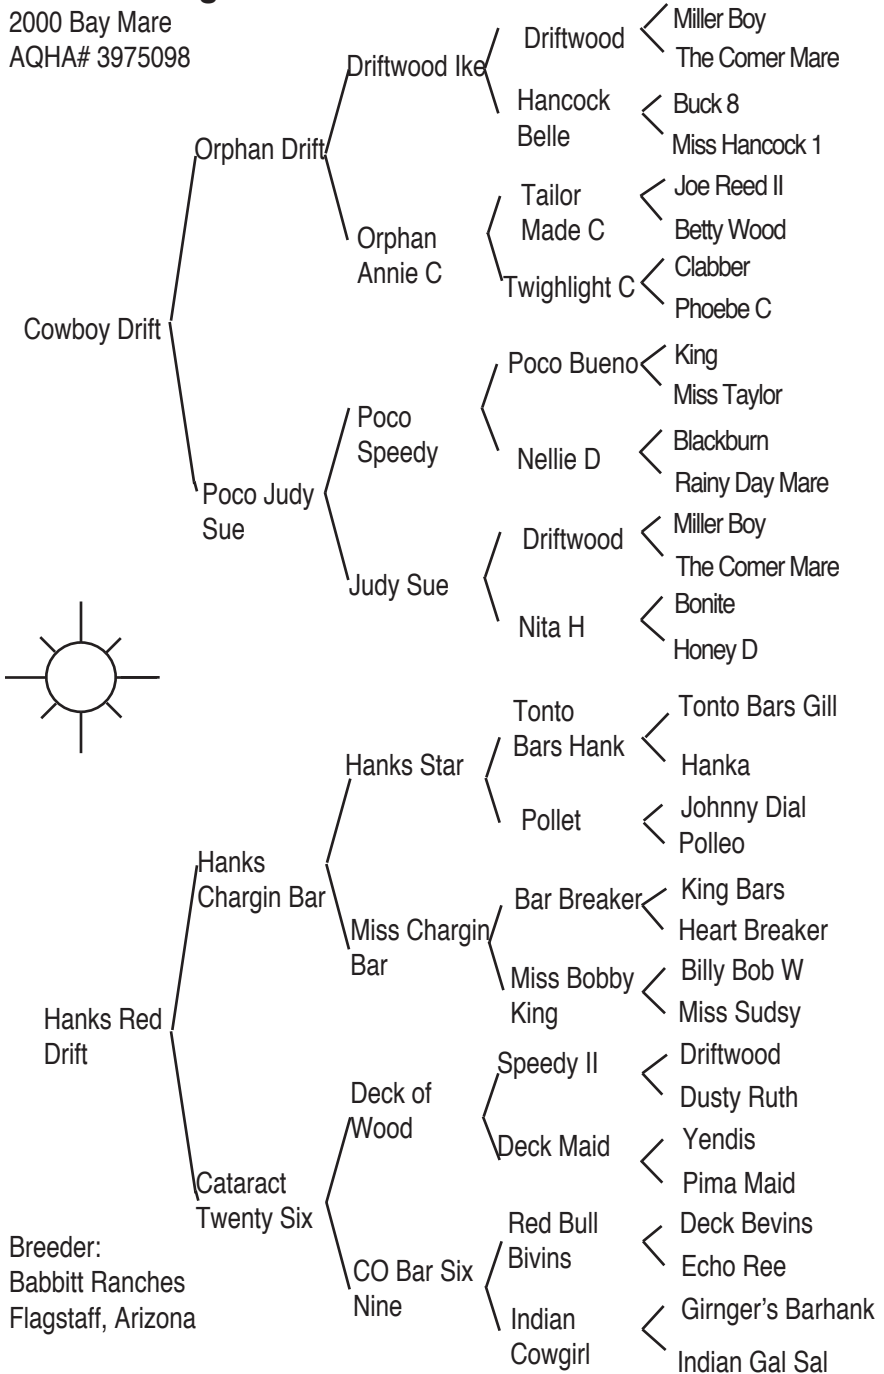 2000 Bay Mare
AQHA# 3975098
Driftwood
Miller Boy
The Comer Mare
Driftwood Ike
Hancock
Belle
Buck 8
Miss Hancock 1
Orphan Drift
Tailor
Made C
Joe Reed II
Betty Wood
Orphan
Annie C
Twighlight C
Clabber
Phoebe C
Cowboy Drift
Poco Bueno
King
Miss Taylor
Poco
Speedy
Nellie D
Blackburn
Rainy Day Mare
Poco Judy
Sue
Driftwood
Miller Boy
The Comer Mare
Judy Sue
Nita H
Bonite
Honey D
Tonto
Bars Hank
Tonto Bars Gill
Hanka
Hanks Star
Pollet
Johnny Dial
Polleo
Hanks
Chargin Bar
Bar Breaker
King Bars
Heart Breaker
Miss Chargin
Bar
Miss Bobby
King
Billy Bob W
Miss Sudsy
Hanks Red
Drift
Speedy II
Driftwood
Dusty Ruth
Deck of
Wood
Deck Maid
Yendis
Pima Maid
Cataract
Twenty Six
Red Bull
Bivins
Deck Bevins
Echo Ree
CO Bar Six
Nine
Indian
Cowgirl
Girnger's Barhank
Indian Gal Sal
Breeder:
Babbitt Ranches
Flagstaff, Arizona